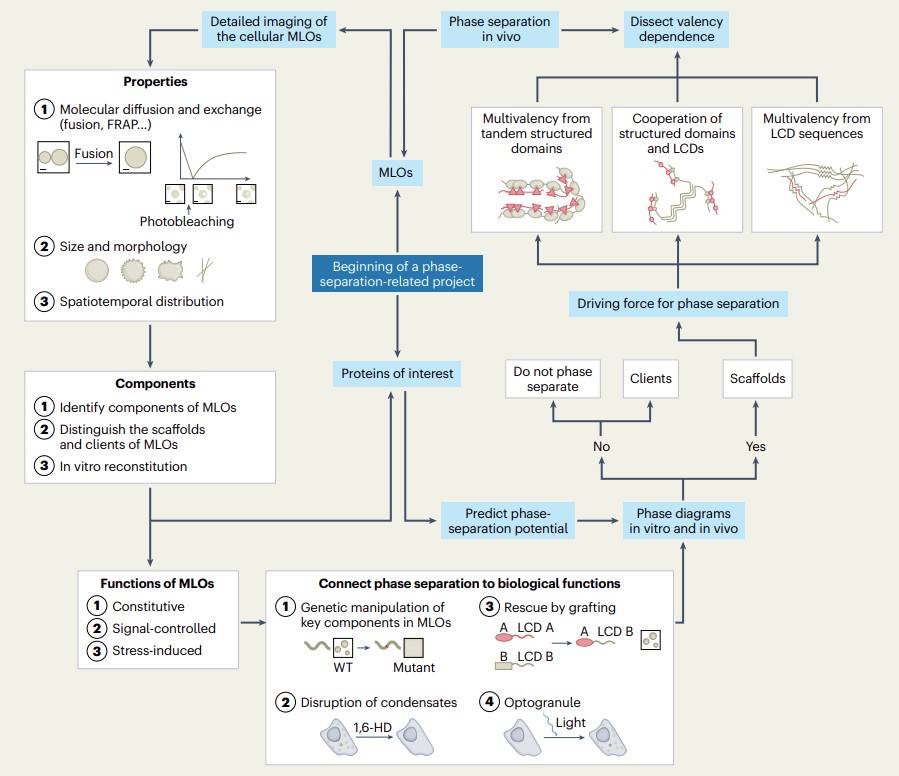 Detailed imaging of
the cellular MLOs
Phase separation
in vivo
Dissect valency
dependence
Properties
1 Molecular diffusion and exchange
(fusion, FRAP...)
Fusion
Photobleaching
2 Size and morphology
3 Spatiotemporal distribution
MLOs
Multivalency from
tandem structured
domains
Cooperation of
structured domains
and LCDs
Multivalency from
LCD sequences
Beginning of a phase-
separation-related project
Driving force for phase separation
Proteins of interest
Do not phase
separate
Clients
Scaffolds
No
Yes
Components
1 Identify components of MLOs
2 Distinguish the scaffolds
and clients of MLOs
3 In vitro reconstitution
Predict phase-
separation potential
Phase diagrams
in vitro and in vivo
Functions of MLOs
1 Constitutive
2 Signal-controlled
3 Stress-induced
Connect phase separation to biological functions
1 Genetic manipulation of
key components in MLOs
WT
Mutant
2 Disruption of condensates
1,6-HD
3 Rescue by grafting
A LCD A
B LCD B
A LCD B
4 Optogranule
Light